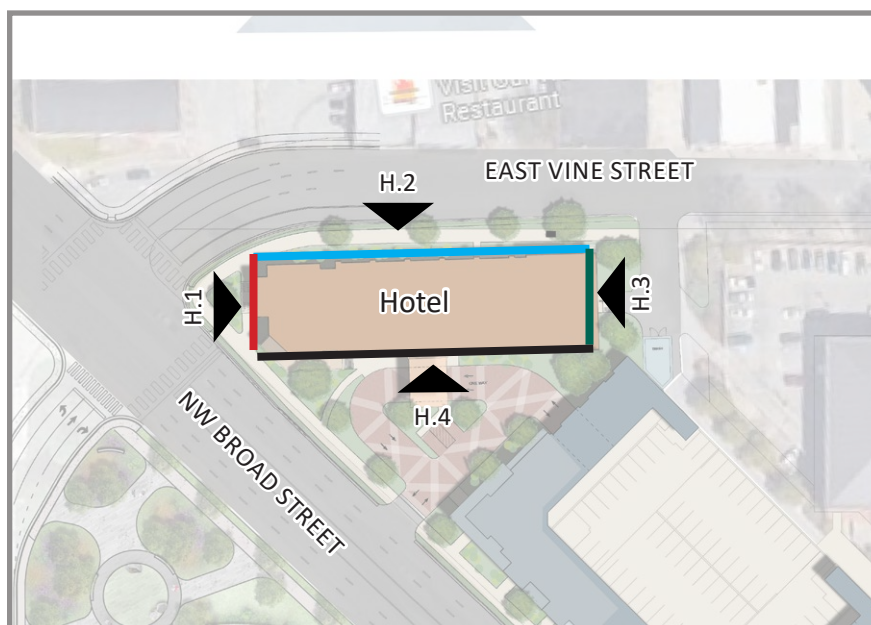 Restaurant
EAST VINE STREET
H.2
H.1
Hotel
H.3
H.4
NW BROAD STREET